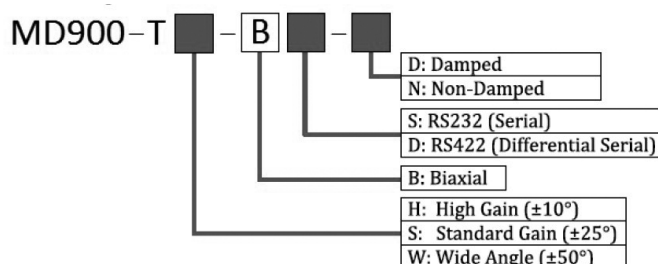 MD900-T - B -
D: Damped
N: Non-Damped
S: RS232 (Serial)
D: RS422 (Differential Serial)
B: Biaxial
H: High Gain (±10°)
S: Standard Gain (±25°)
W: Wide Angle (±50°)